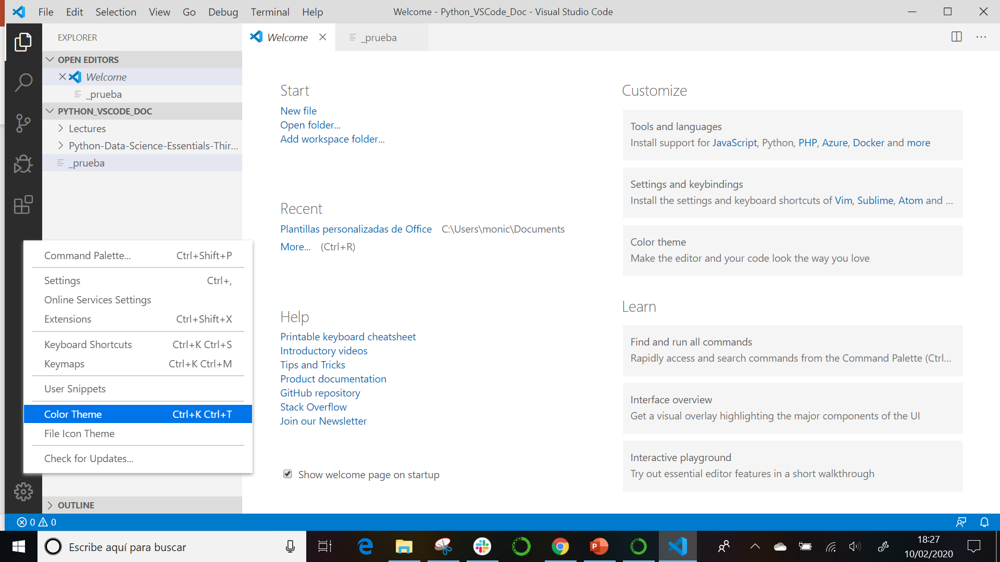 File Edit Selection View Go Debug Terminal Help
Welcome - Python_VSCode_Doc - Visual Studio Code
EXPLORER
OPEN EDITORS
Welcome
_prueba
PYTHON_VSCODE_DOC
Lectures
Python-Data-Science-Essentials-Thir...
_prueba
Command Palette... Ctrl+Shift+P
Settings Ctrl+,
Online Services Settings
Extensions Ctrl+Shift+X
Keyboard Shortcuts Ctrl+K Ctrl+S
Keymaps Ctrl+K Ctrl+M
User Snippets
Color Theme Ctrl+K Ctrl+T
File Icon Theme
Check for Updates...
OUTLINE
Welcome
_prueba
Start
New file
Open folder...
Add workspace folder...
Recent
Plantillas personalizadas de Office C:\Users\monic\Documents
More... (Ctrl+R)
Help
Printable keyboard cheatsheet
Introductory videos
Tips and Tricks
Product documentation
GitHub repository
Stack Overflow
Join our Newsletter
Show welcome page on startup
Customize
Tools and languages
Install support for JavaScript, Python, PHP, Azure, Docker and more
Settings and keybindings
Install the settings and keyboard shortcuts of Vim, Sublime, Atom and ...
Color theme
Make the editor and your code look the way you love
Learn
Find and run all commands
Rapidly access and search commands from the Command Palette (Ctrl...
Interface overview
Get a visual overlay highlighting the major components of the UI
Interactive playground
Try out essential editor features in a short walkthrough
0 0
Escribe aquí para buscar
18:27
10/02/2020